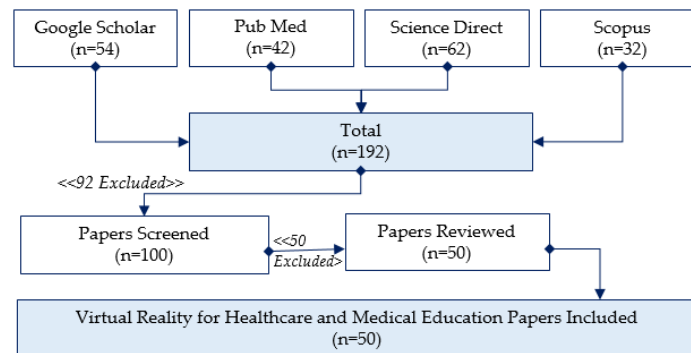 Google Scholar
(n=54)
Pub Med
(n=42)
Science Direct
(n=62)
Scopus
(n=32)
Total
(n=192)
<<92 Excluded>>
Papers Screened
(n=100)
<<50
Excluded>
Papers Reviewed
(n=50)
Virtual Reality for Healthcare and Medical Education Papers Included
(n=50)